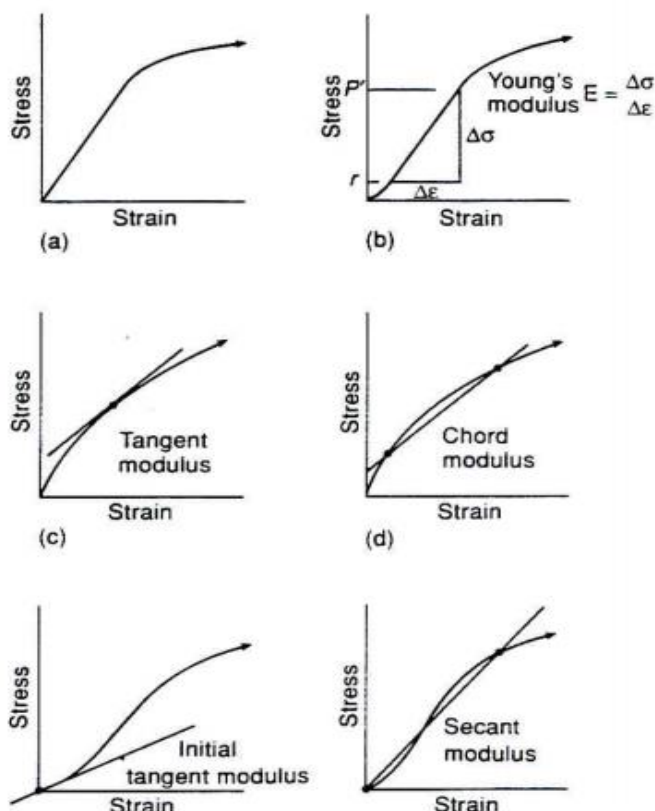 Stress
Strain
(a)
Stress
P'
r
Young's
modulus E = Δσ
Δε
Δσ
Δε
Strain
(b)
Stress
Tangent
modulus
Strain
(c)
Stress
Chord
modulus
Strain
(d)
Stress
Initial
tangent modulus
Strain
Stress
Secant
modulus
Strain